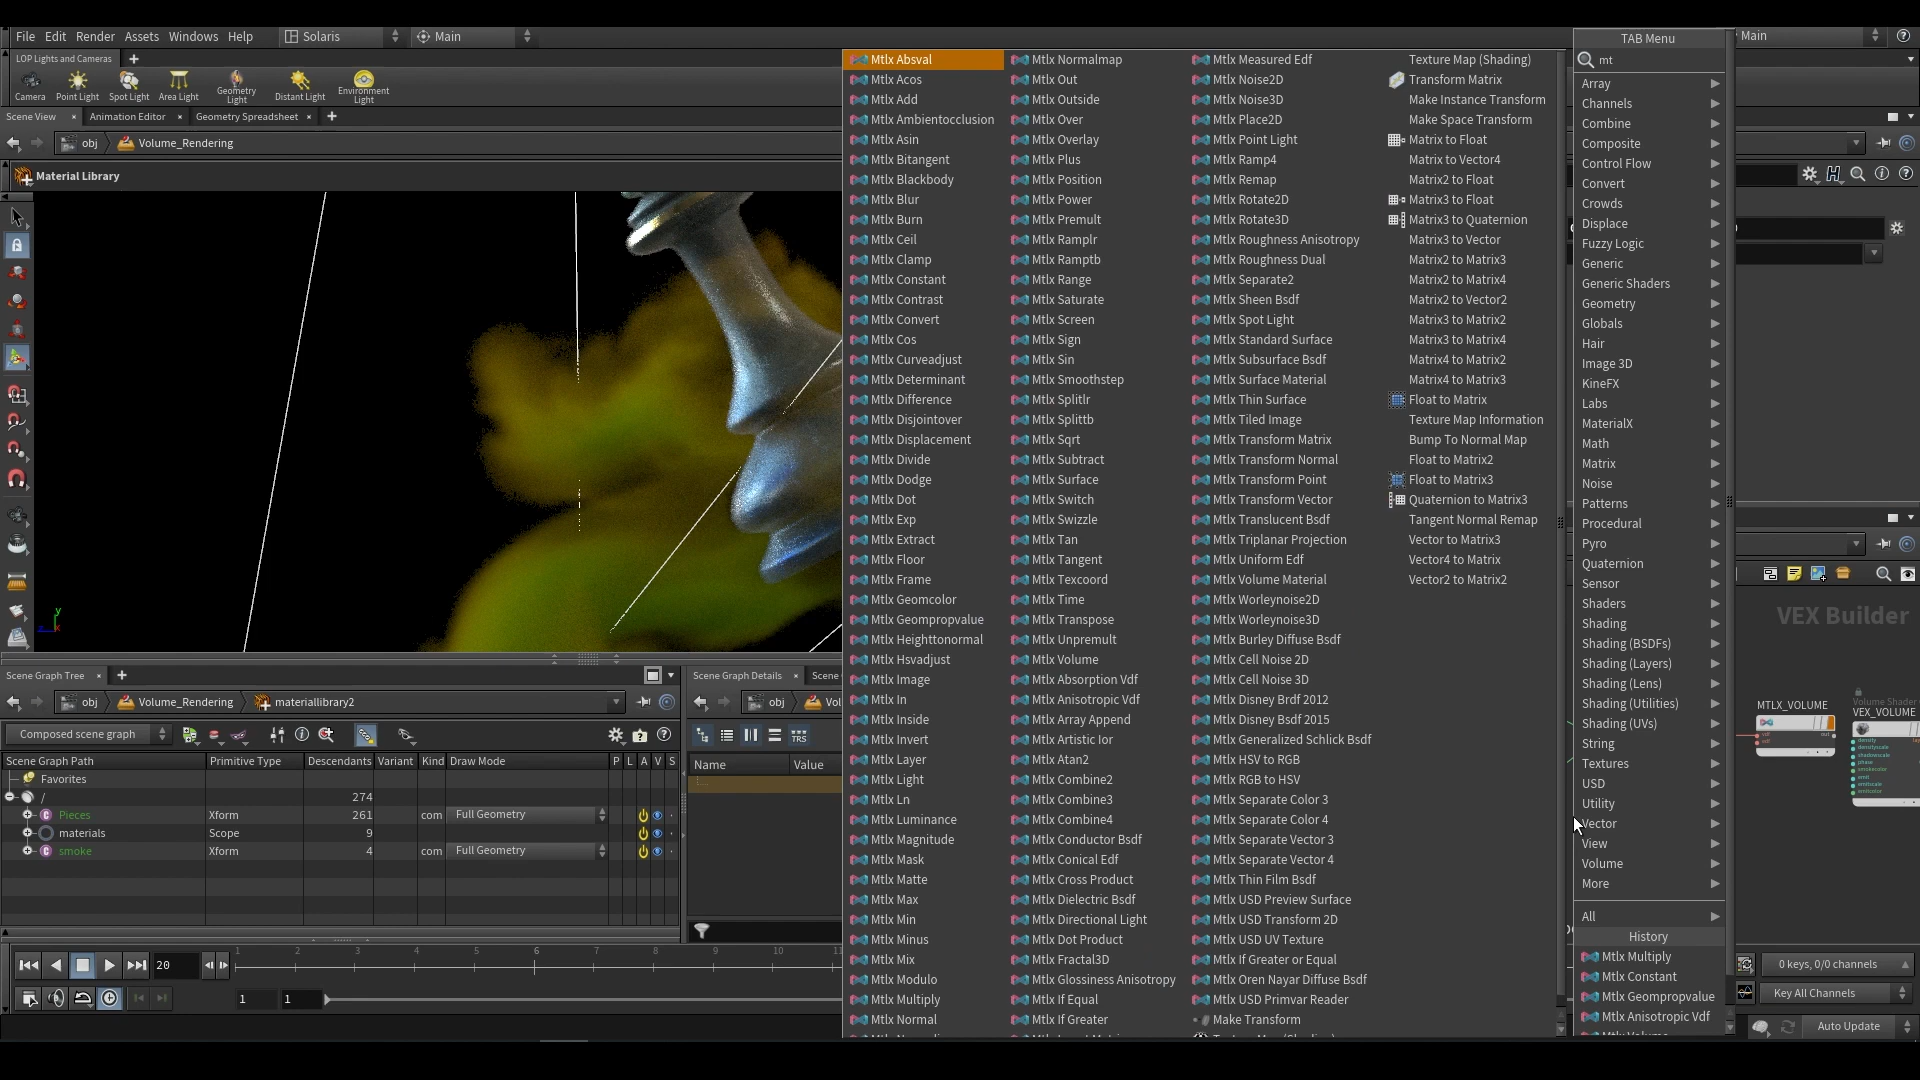 File Edit Render Assets Windows Help Solaris Main
LOP Lights and Cameras
Camera Point Light Spot Light Area Light Geometry Light Distant Light Environment Light
Scene View Animation Editor Geometry Spreadsheet
obj Volume_Rendering
Material Library
Mtlx Absval
Mtlx Acos
Mtlx Add
Mtlx Ambientocclusion
Mtlx Asin
Mtlx Bitangent
Mtlx Blackbody
Mtlx Blur
Mtlx Burn
Mtlx Ceil
Mtlx Clamp
Mtlx Constant
Mtlx Contrast
Mtlx Convert
Mtlx Cos
Mtlx Curveadjust
Mtlx Determinant
Mtlx Difference
Mtlx Disjointover
Mtlx Displacement
Mtlx Divide
Mtlx Dodge
Mtlx Dot
Mtlx Exp
Mtlx Extract
Mtlx Floor
Mtlx Frame
Mtlx Geomcolor
Mtlx Geompropvalue
Mtlx Heighttonormal
Mtlx Hsvadjust
Mtlx Image
Mtlx In
Mtlx Inside
Mtlx Invert
Mtlx Layer
Mtlx Light
Mtlx Ln
Mtlx Luminance
Mtlx Magnitude
Mtlx Mask
Mtlx Matte
Mtlx Max
Mtlx Min
Mtlx Minus
Mtlx Mix
Mtlx Modulo
Mtlx Multiply
Mtlx Normal
Mtlx Normalmap
Mtlx Out
Mtlx Outside
Mtlx Over
Mtlx Overlay
Mtlx Plus
Mtlx Position
Mtlx Power
Mtlx Premult
Mtlx Ramplr
Mtlx Ramptb
Mtlx Range
Mtlx Saturate
Mtlx Screen
Mtlx Sign
Mtlx Sin
Mtlx Smoothstep
Mtlx Splitlr
Mtlx Splittb
Mtlx Sqrt
Mtlx Subtract
Mtlx Surface
Mtlx Switch
Mtlx Swizzle
Mtlx Tan
Mtlx Tangent
Mtlx Texcoord
Mtlx Time
Mtlx Transpose
Mtlx Unpremult
Mtlx Volume
Mtlx Absorption Vdf
Mtlx Anisotropic Vdf
Mtlx Array Append
Mtlx Artistic Ior
Mtlx Atan2
Mtlx Combine2
Mtlx Combine3
Mtlx Combine4
Mtlx Conductor Bsdf
Mtlx Conical Edf
Mtlx Cross Product
Mtlx Dielectric Bsdf
Mtlx Directional Light
Mtlx Dot Product
Mtlx Fractal3D
Mtlx Glossiness Anisotropy
Mtlx If Equal
Mtlx If Greater
Mtlx Measured Edf
Mtlx Noise2D
Mtlx Noise3D
Mtlx Place2D
Mtlx Point Light
Mtlx Ramp4
Mtlx Remap
Mtlx Rotate2D
Mtlx Rotate3D
Mtlx Roughness Anisotropy
Mtlx Roughness Dual
Mtlx Separate2
Mtlx Sheen Bsdf
Mtlx Spot Light
Mtlx Standard Surface
Mtlx Subsurface Bsdf
Mtlx Surface Material
Mtlx Thin Surface
Mtlx Tiled Image
Mtlx Transform Matrix
Mtlx Transform Normal
Mtlx Transform Point
Mtlx Transform Vector
Mtlx Translucent Bsdf
Mtlx Triplanar Projection
Mtlx Uniform Edf
Mtlx Volume Material
Mtlx Worleynoise2D
Mtlx Worleynoise3D
Mtlx Burley Diffuse Bsdf
Mtlx Cell Noise 2D
Mtlx Cell Noise 3D
Mtlx Disney Brdf 2012
Mtlx Disney Bsdf 2015
Mtlx Generalized Schlick Bsdf
Mtlx HSV to RGB
Mtlx RGB to HSV
Mtlx Separate Color 3
Mtlx Separate Color 4
Mtlx Separate Vector 3
Mtlx Separate Vector 4
Mtlx Thin Film Bsdf
Mtlx USD Preview Surface
Mtlx USD Transform 2D
Mtlx USD UV Texture
Mtlx If Greater or Equal
Mtlx Oren Nayar Diffuse Bsdf
Mtlx USD Primvar Reader
Make Transform
Texture Map (Shading)
Transform Matrix
Make Instance Transform
Make Space Transform
Matrix to Float
Matrix to Vector4
Matrix2 to Float
Matrix3 to Float
Matrix3 to Quaternion
Matrix3 to Vector
Matrix2 to Matrix3
Matrix2 to Matrix4
Matrix2 to Vector2
Matrix3 to Matrix2
Matrix3 to Matrix4
Matrix4 to Matrix2
Matrix4 to Matrix3
Float to Matrix
Texture Map Information
Bump To Normal Map
Float to Matrix2
Float to Matrix3
Quaternion to Matrix3
Tangent Normal Remap
Vector to Matrix3
Vector4 to Matrix
Vector2 to Matrix2
TAB Menu
mt
Array
Channels
Combine
Composite
Control Flow
Convert
Crowds
Displace
Fuzzy Logic
Generic
Generic Shaders
Geometry
Globals
Hair
Image 3D
KineFX
Labs
MaterialX
Math
Matrix
Noise
Patterns
Procedural
Pyro
Quaternion
Sensor
Shaders
Shading
Shading (BSDFs)
Shading (Layers)
Shading (Lens)
Shading (Utilities)
Shading (UVs)
String
Textures
USD
Utility
Vector
View
Volume
More
All
History
Mtlx Multiply
Mtlx Constant
Mtlx Geompropvalue
Mtlx Anisotropic Vdf
Main
VEX Builder
MTLX_VOLUME
VEX_VOLUME
0 keys, 0/0 channels
Key All Channels
Auto Update
y
Scene Graph Tree
obj Volume_Rendering materiallibrary2
Composed scene graph
Scene Graph Path Primitive Type Descendants Variant Kind Draw Mode P L A V S
Favorites
/ 274
Pieces Xform 261 com Full Geometry
materials Scope 9
smoke Xform 4 com Full Geometry
Scene Graph Details Scene
obj Vol
Name Value
20 1 2 3 4 5 6 7 8 9 10
1 1